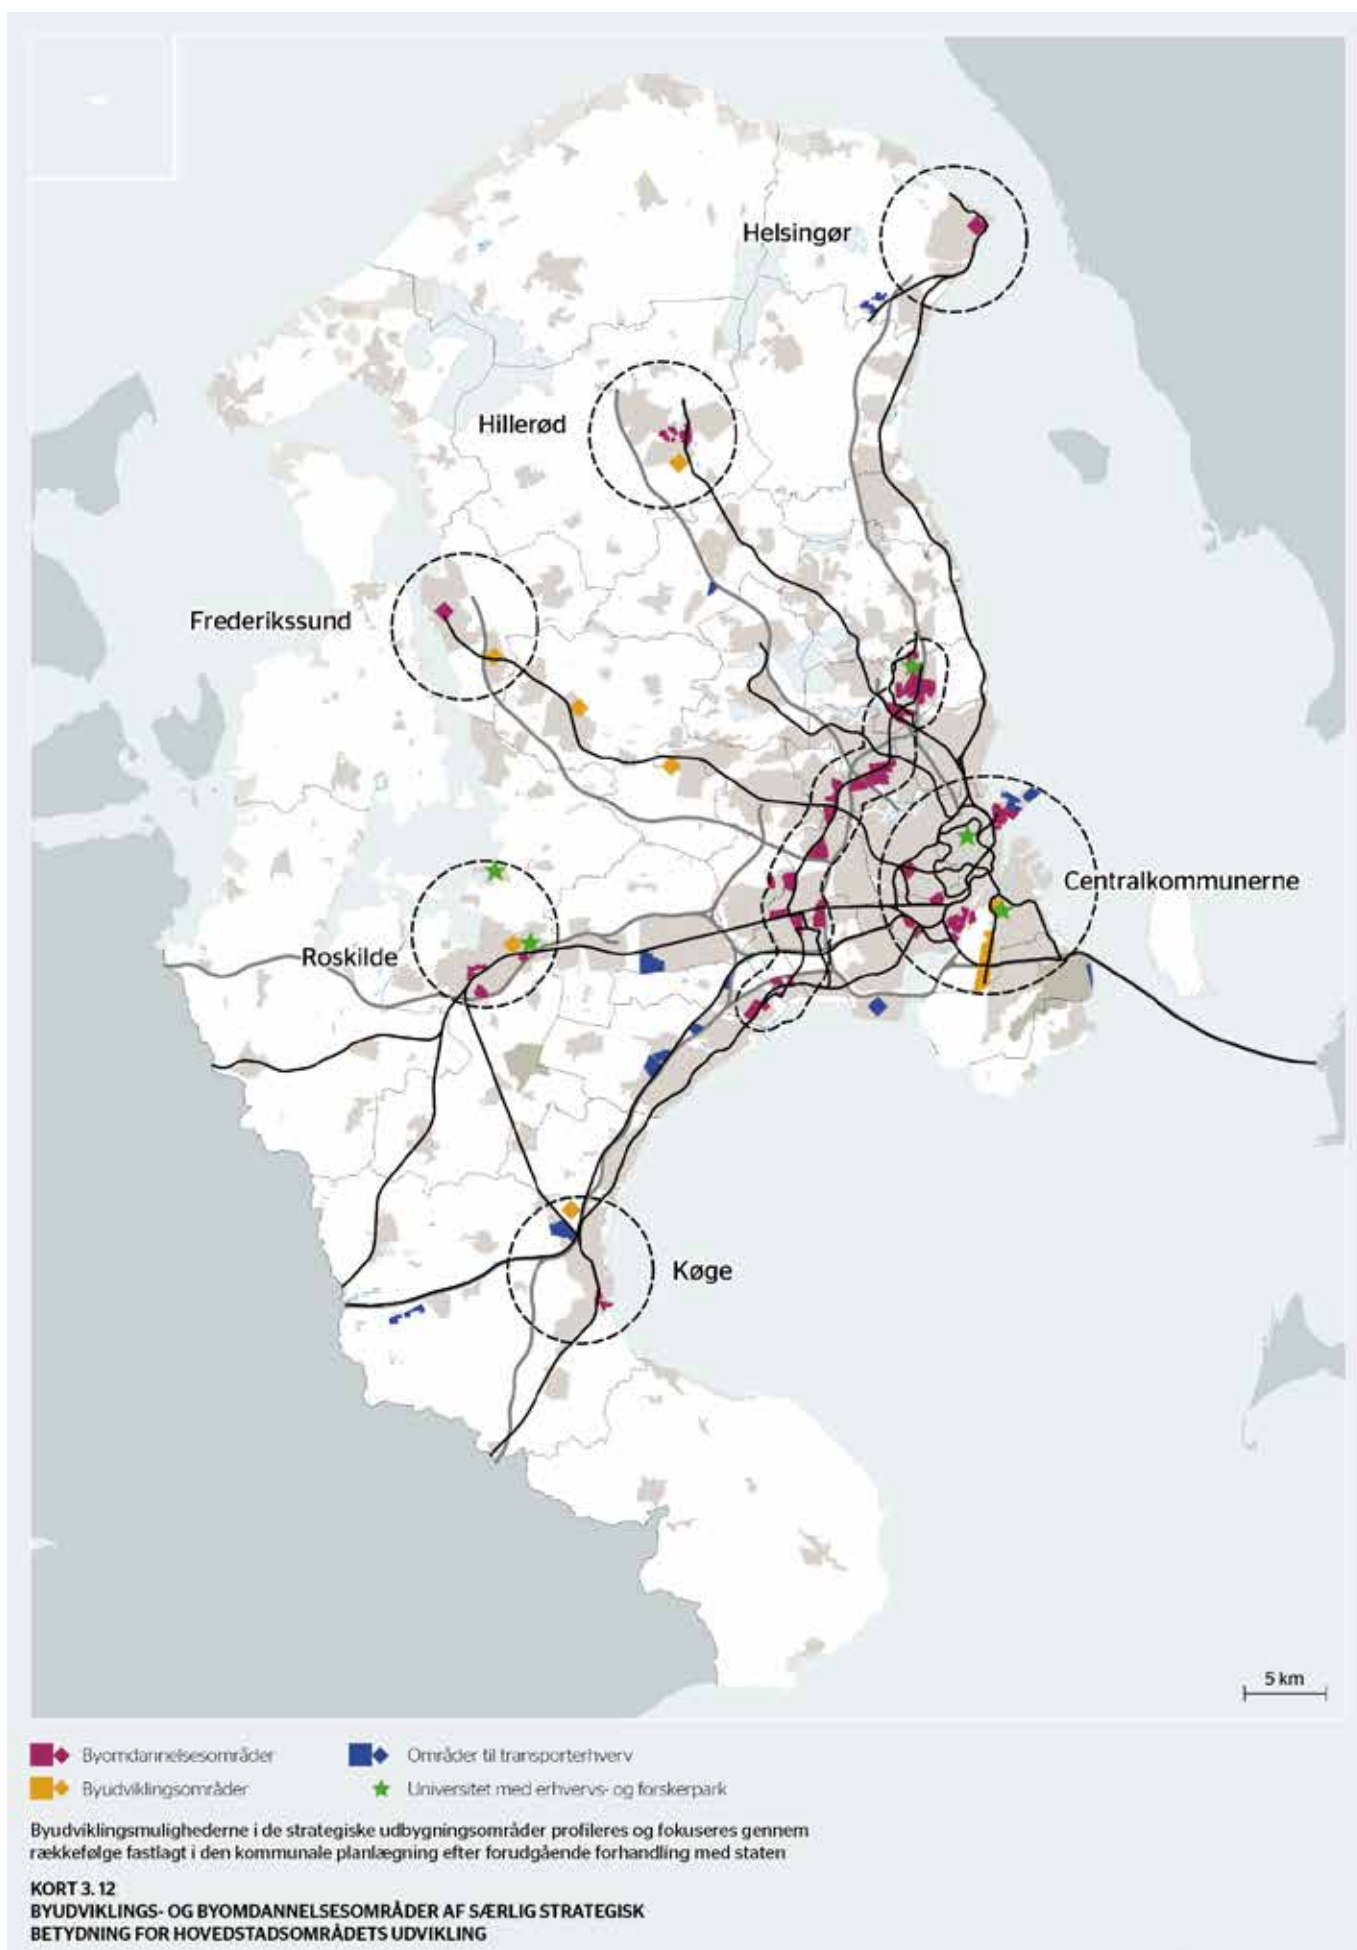 Helsingør
Hillerød
Frederikssund
Centralkommunerne
Roskilde
Køge
5 km
Byomdannelsesområder
Områder til transporterhverv
Byudviklingsområder
Universitet med erhvervs- og forskerpark
Byudviklingsmulighederne i de strategiske udbygningsområder profileres og fokuseres gennem
rækkefølge fastlagt i den kommunale planlægning efter forudgående forhandling med staten
KORT 3. 12
BYUDVIKLINGS- OG BYOMDANNELSESOMRÅDER AF SÆRLIG STRATEGISK
BETYDNING FOR HOVEDSTADSOMRÅDETS UDVIKLING